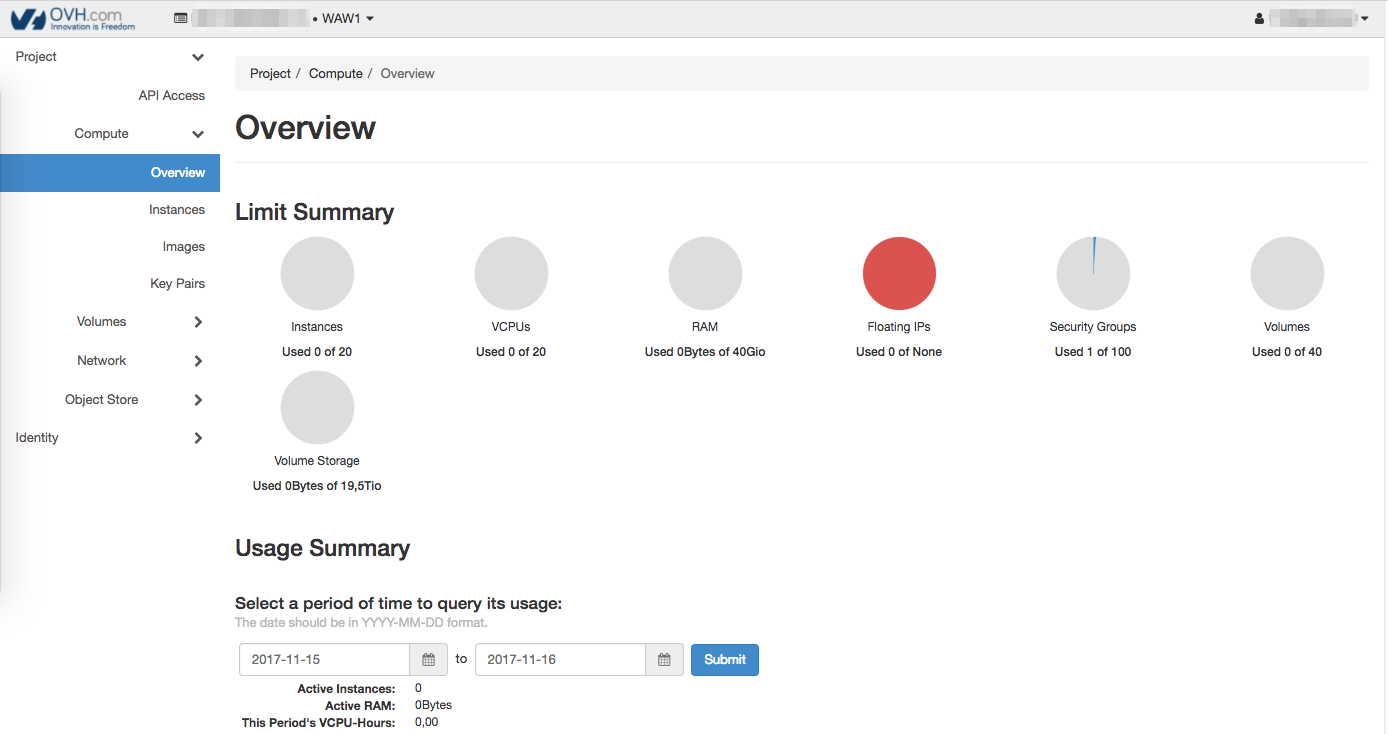 OVH.com
Innovation is Freedom
• WAW1
Project
API Access
Compute
Overview
Instances
Images
Key Pairs
Volumes
Network
Object Store
Identity
Project / Compute / Overview
Overview
Limit Summary
Instances
Used 0 of 20
VCPUs
Used 0 of 20
RAM
Used 0Bytes of 40Gio
Floating IPs
Used 0 of None
Security Groups
Used 1 of 100
Volumes
Used 0 of 40
Volume Storage
Used 0Bytes of 19,5Tio
Usage Summary
Select a period of time to query its usage:
The date should be in YYYY-MM-DD format.
2017-11-15 to 2017-11-16 Submit
Active Instances: 0
Active RAM: 0Bytes
This Period's VCPU-Hours: 0,00